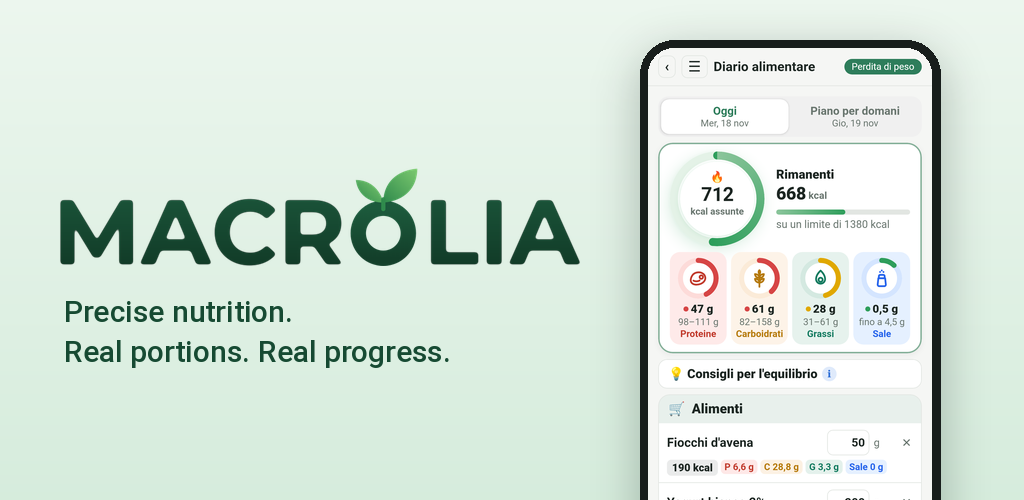 MACROLIA
Precise nutrition.
Real portions. Real progress.
‹ ☰ Diario alimentare Perdita di peso
Oggi
Mer, 18 nov
Piano per domani
Gio, 19 nov
712
kcal assunte
Rimanenti
668 kcal
su un limite di 1380 kcal
47 g
98–111 g
Proteine
61 g
82–158 g
Carboidrati
28 g
31–61 g
Grassi
0,5 g
fino a 4,5 g
Sale
Consigli per l'equilibrio i
Alimenti
Fiocchi d'avena 50 g ×
190 kcal P 6,6 g C 28,8 g G 3,3 g Sale 0 g